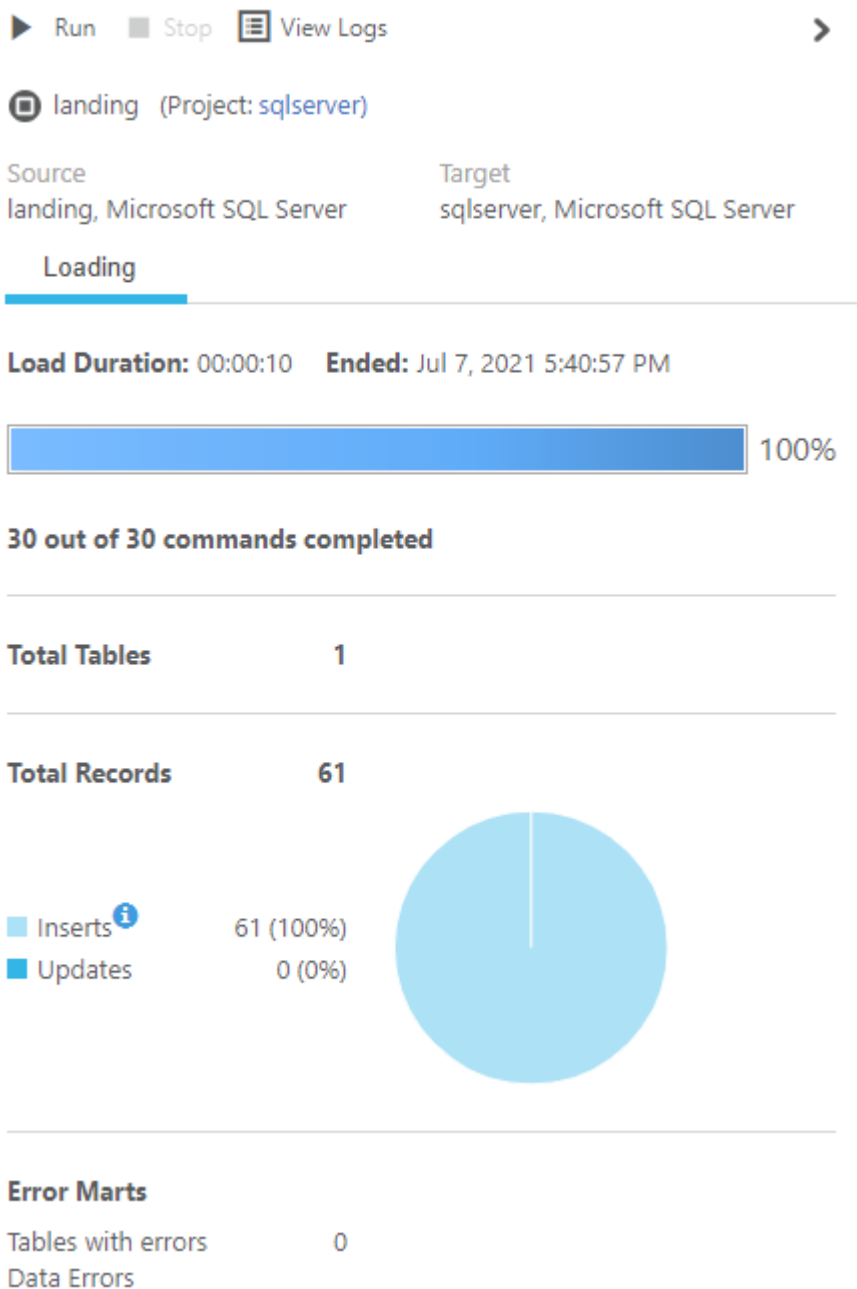 Run Stop View Logs
landing (Project: sqlserver)
Source Target
landing, Microsoft SQL Server sqlserver, Microsoft SQL Server
Loading
Load Duration: 00:00:10 Ended: Jul 7, 2021 5:40:57 PM
100%
30 out of 30 commands completed
Total Tables 1
Total Records 61
Inserts 61 (100%)
Updates 0 (0%)
Error Marts
Tables with errors 0
Data Errors